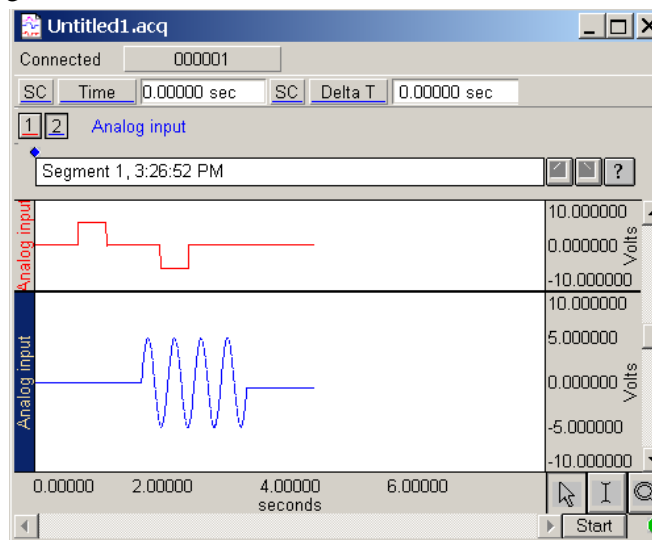 Untitled1.acq
Connected 000001
SC Time 0.00000 sec SC Delta T 0.00000 sec
1 2 Analog input
Segment 1, 3:26:52 PM ?
Analog input
10.000000
0.000000
-10.000000
Volts
Analog input
10.000000
5.000000
0.000000
-5.000000
-10.000000
Volts
0.00000 2.00000 4.00000 6.00000
seconds
Start